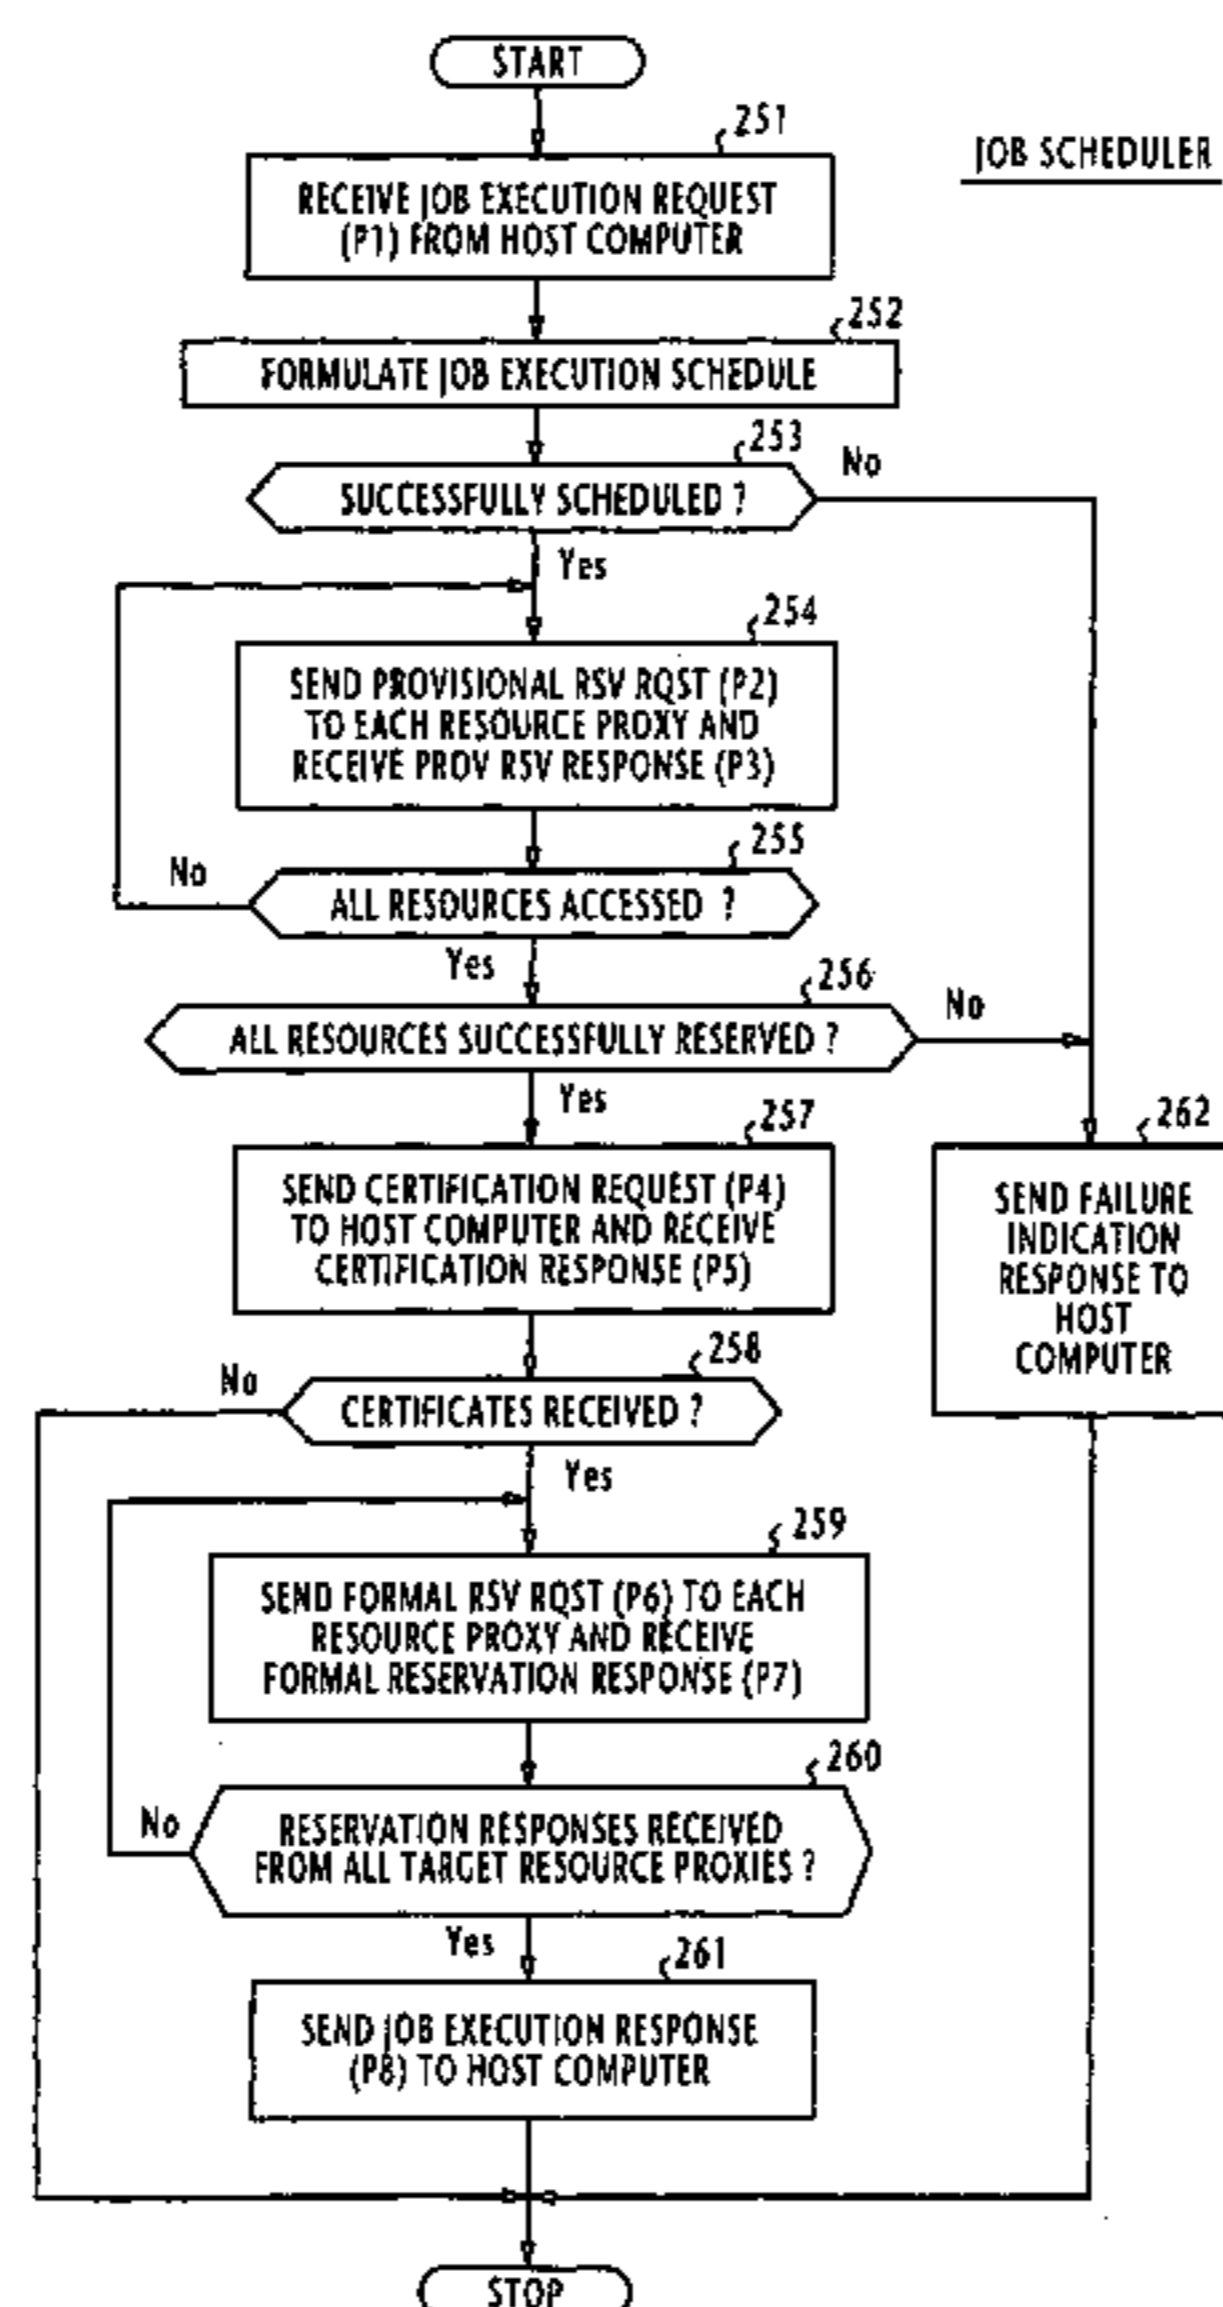 START
251
JOB SCHEDULER
RECEIVE JOB EXECUTION REQUEST
(P1) FROM HOST COMPUTER
252
FORMULATE JOB EXECUTION SCHEDULE
253
SUCCESSFULLY SCHEDULED ?
No
Yes
254
SEND PROVISIONAL RSV RQST (P2)
TO EACH RESOURCE PROXY AND
RECEIVE PROV RSV RESPONSE (P3)
255
No
ALL RESOURCES ACCESSED ?
Yes
256
ALL RESOURCES SUCCESSFULLY RESERVED ?
No
Yes
257
SEND CERTIFICATION REQUEST (P4)
TO HOST COMPUTER AND RECEIVE
CERTIFICATION RESPONSE (P5)
262
SEND FAILURE
INDICATION
RESPONSE TO
HOST
COMPUTER
258
No
CERTIFICATES RECEIVED ?
Yes
259
SEND FORMAL RSV RQST (P6) TO EACH
RESOURCE PROXY AND RECEIVE
FORMAL RESERVATION RESPONSE (P7)
260
No
RESERVATION RESPONSES RECEIVED
FROM ALL TARGET RESOURCE PROXIES ?
Yes
261
SEND JOB EXECUTION RESPONSE
(P8) TO HOST COMPUTER
STOP